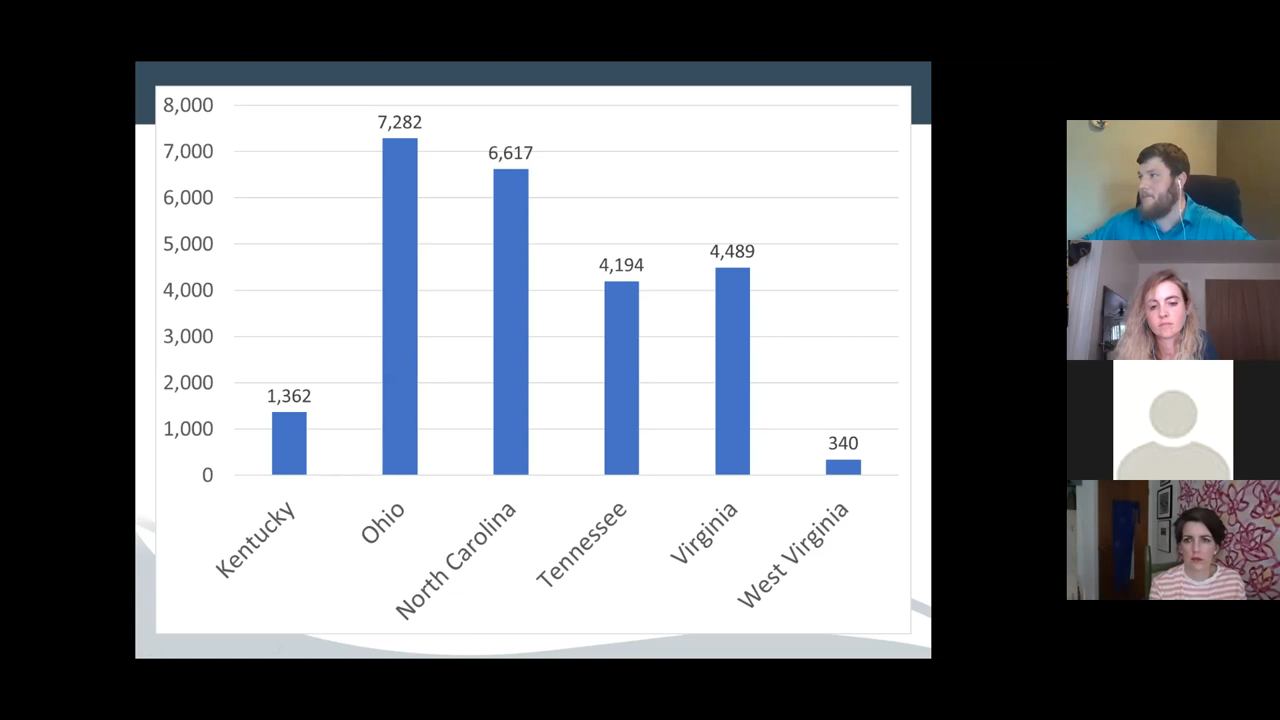 8,000
7,000
6,000
5,000
4,000
3,000
2,000
1,000
0
1,362
7,282
6,617
4,194
4,489
340
Kentucky
Ohio
North Carolina
Tennessee
Virginia
West Virginia